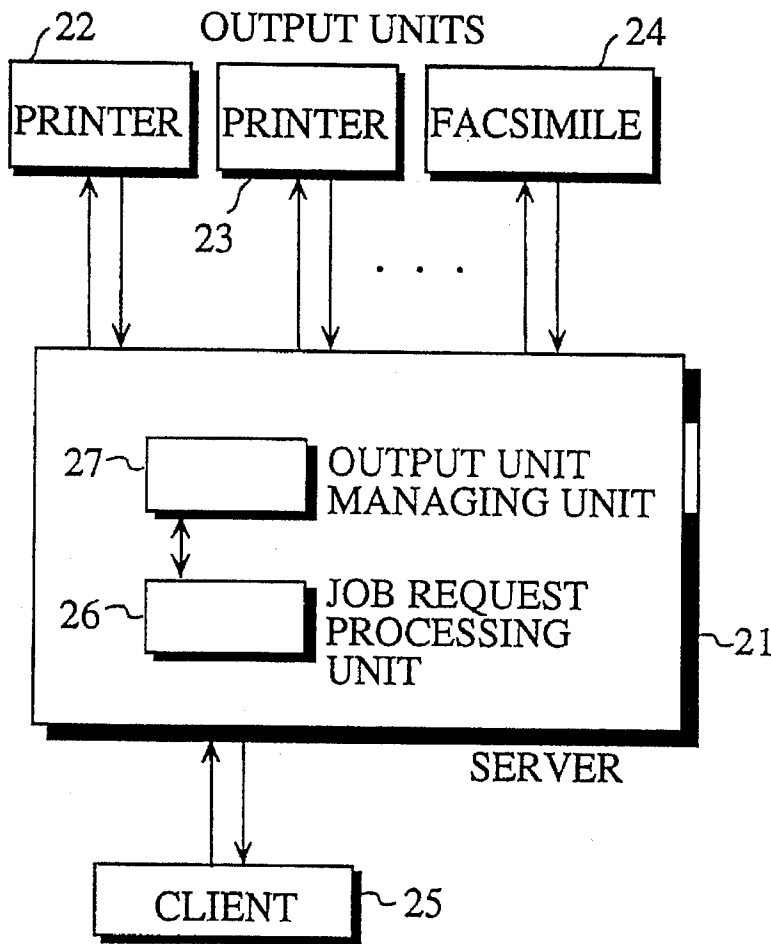 22
OUTPUT UNITS
24
PRINTER
PRINTER
FACSIMILE
23
. . .
27
OUTPUT UNIT
MANAGING UNIT
26
JOB REQUEST
PROCESSING
UNIT
21
SERVER
CLIENT
25